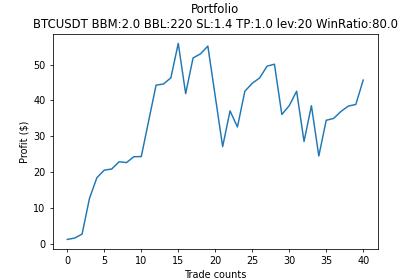 Portfolio
BTCUSDT BBM:2.0 BBL:220 SL:1.4 TP:1.0 lev:20 WinRatio:80.0
50
40
30
20
10
0
Profit ($)
0 5 10 15 20 25 30 35 40
Trade counts